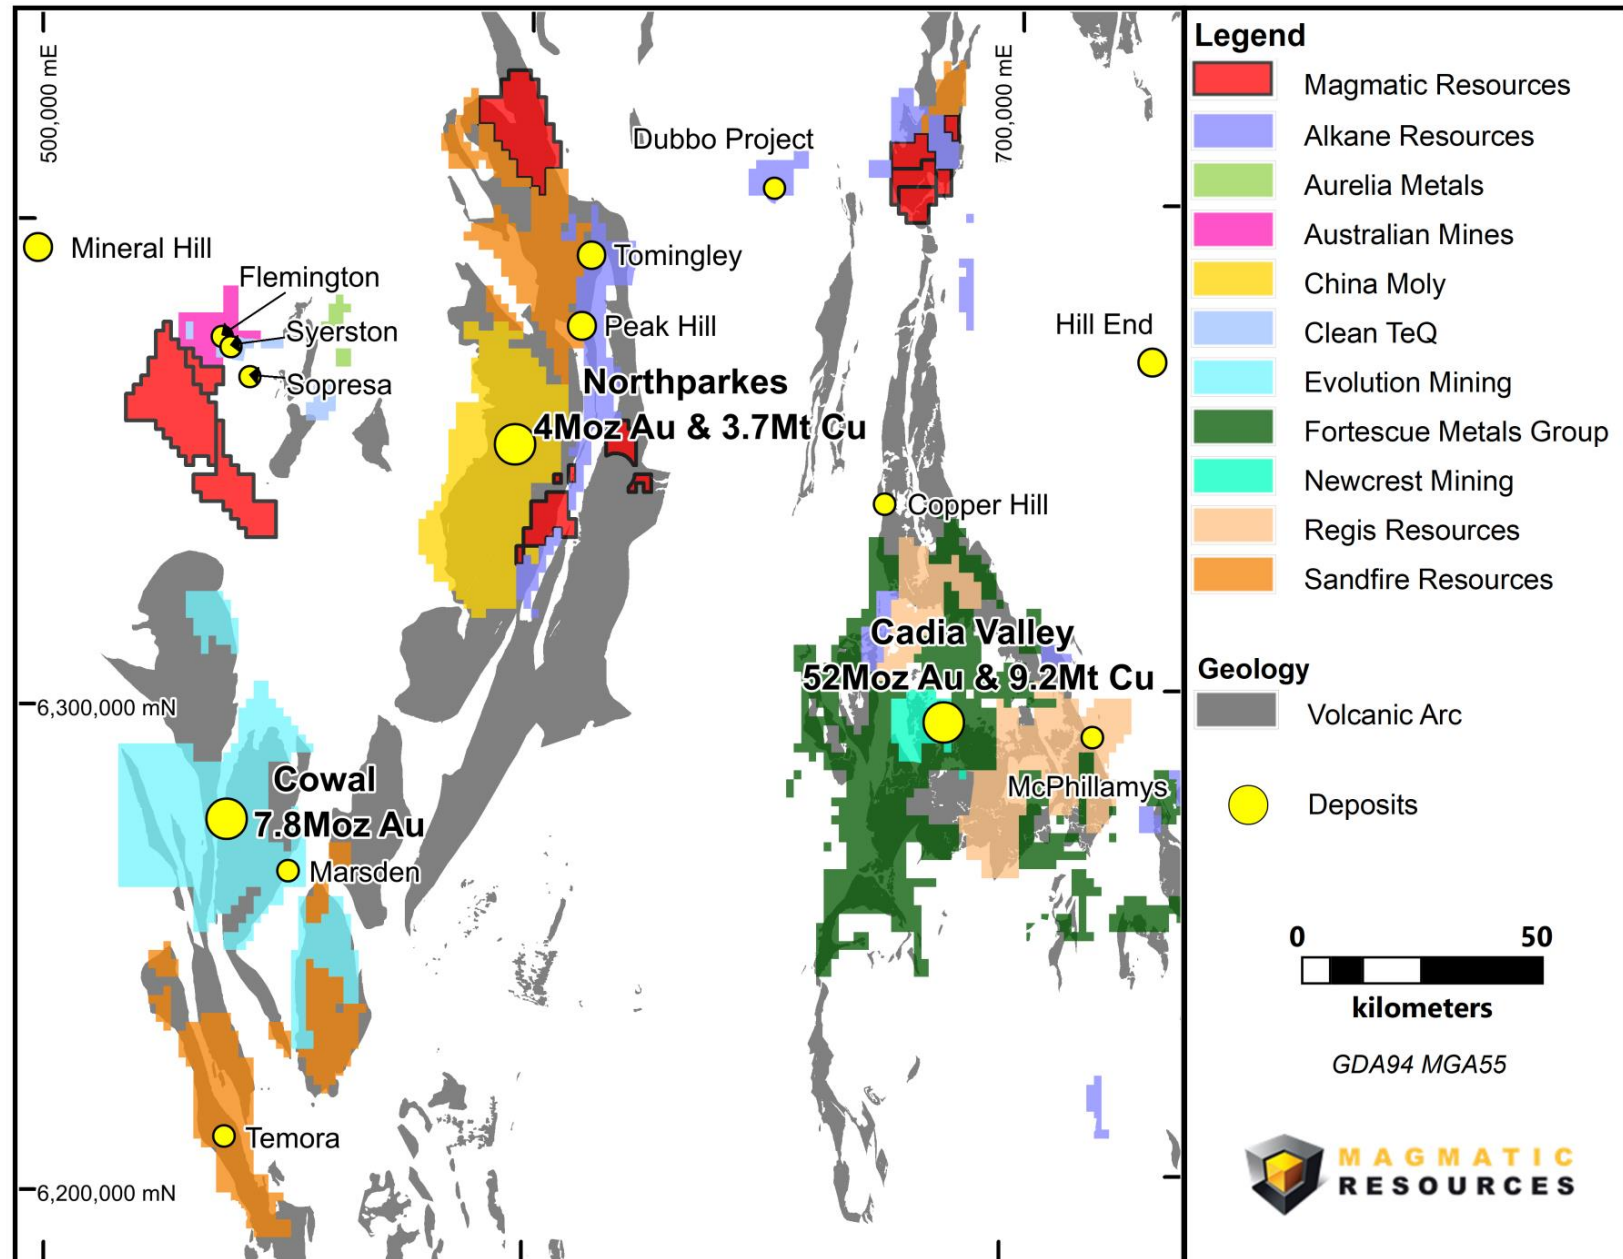 500,000 mE
700,000 mE
Dubbo Project
Mineral Hill
Flemington
Syerston
Sopresa
Tomingley
Peak Hill
Hill End
Northparkes
4Moz Au & 3.7Mt Cu
Copper Hill
Cadia Valley
52Moz Au & 9.2Mt Cu
6,300,000 mN
McPhillamys
Cowal
7.8Moz Au
Marsden
Temora
6,200,000 mN
Legend
Magmatic Resources
Alkane Resources
Aurelia Metals
Australian Mines
China Moly
Clean TeQ
Evolution Mining
Fortescue Metals Group
Newcrest Mining
Regis Resources
Sandfire Resources
Geology
Volcanic Arc
Deposits
0 50
kilometers
GDA94 MGA55
MAGMATIC
RESOURCES